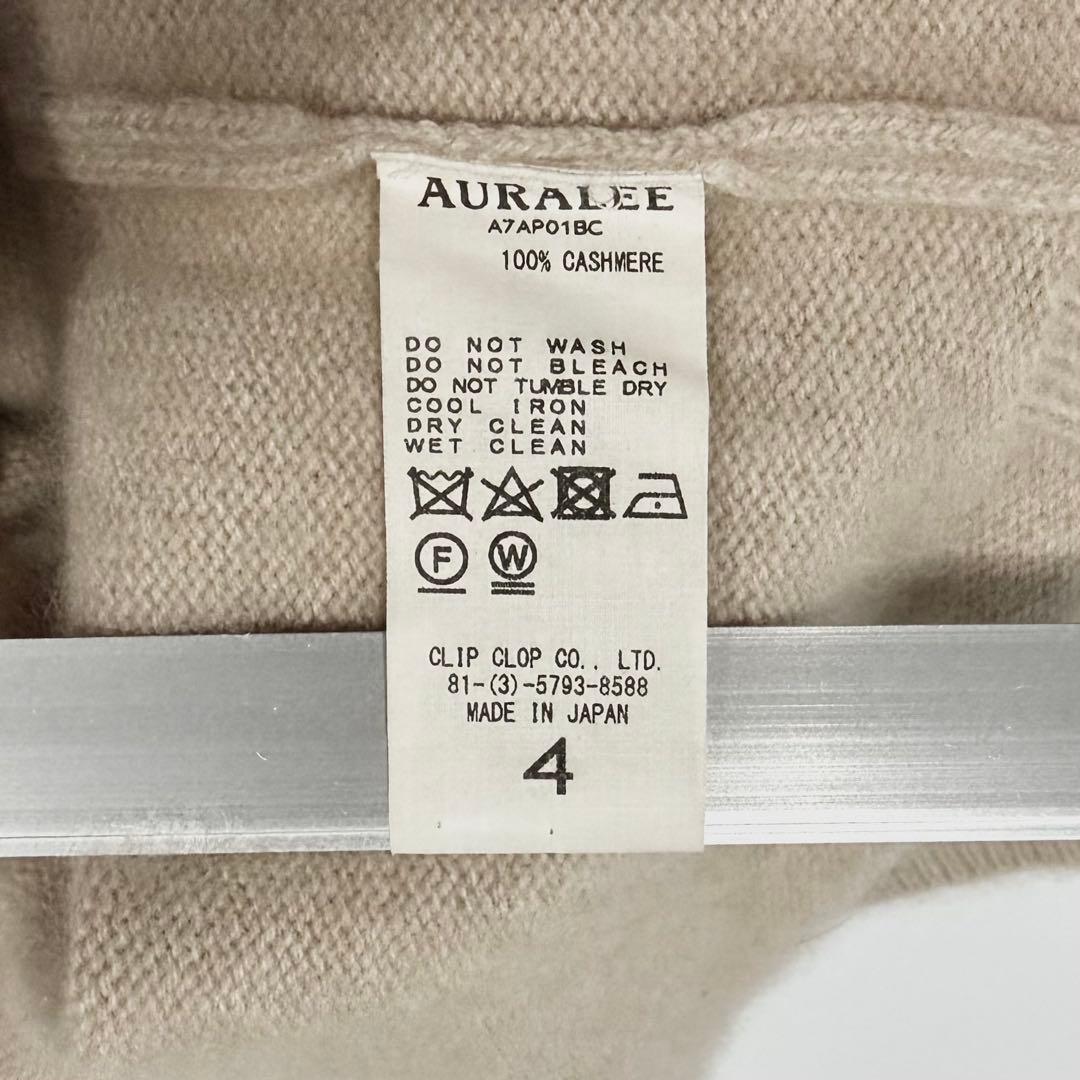 AURALEE
A7AP01BC
100% CASHMERE
DO NOT WASH
DO NOT BLEACH
DO NOT TUMBLE DRY
COOL IRON
DRY CLEAN
WET CLEAN
F W
CLIP CLOP CO., LTD.
81-(3)-5793-8588
MADE IN JAPAN
4